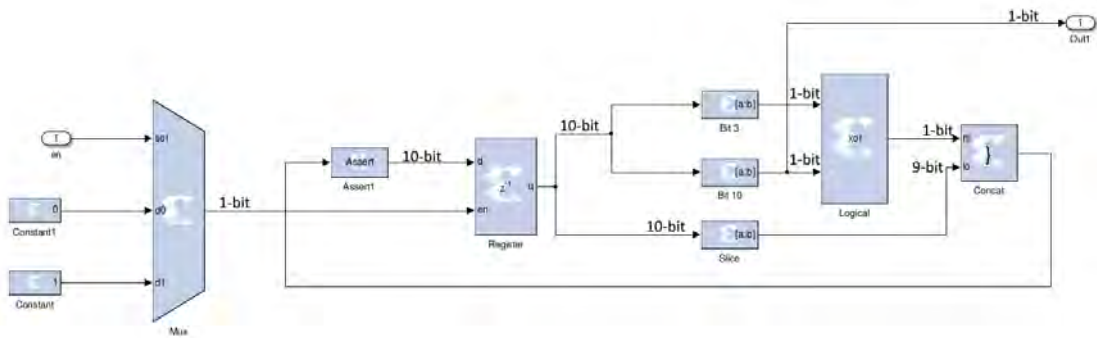 1-bit
1
Out1
[a:b]
1-bit
Bit 3
1
en
sel
10-bit
xor
1-bit
hi
Assert
10-bit
d
1-bit
9-bit
lo
Concat
Assert1
z-1
q
[a:b]
Bit 10
Logical
0
d0
1-bit
en
Constant1
Register
10-bit
[a:b]
Slice
1
d1
Constant
Mux